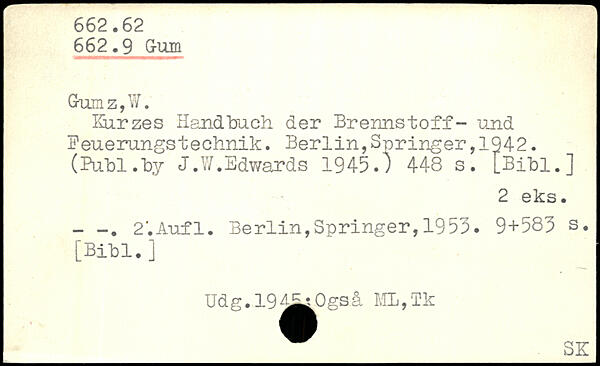 662.62
662.9 Gum
Gumz,W.
Kurzes Handbuch der Brennstoff- und
Feuerungstechnik. Berlin,Springer,1942.
(Publ.by J.W.Edwards 1945.) 448 s. [Bibl.]
2 eks.
- -. 2.Aufl. Berlin,Springer,1953. 9+583 s.
[Bibl.]
Udg.1945:Også ML,Tk
SK